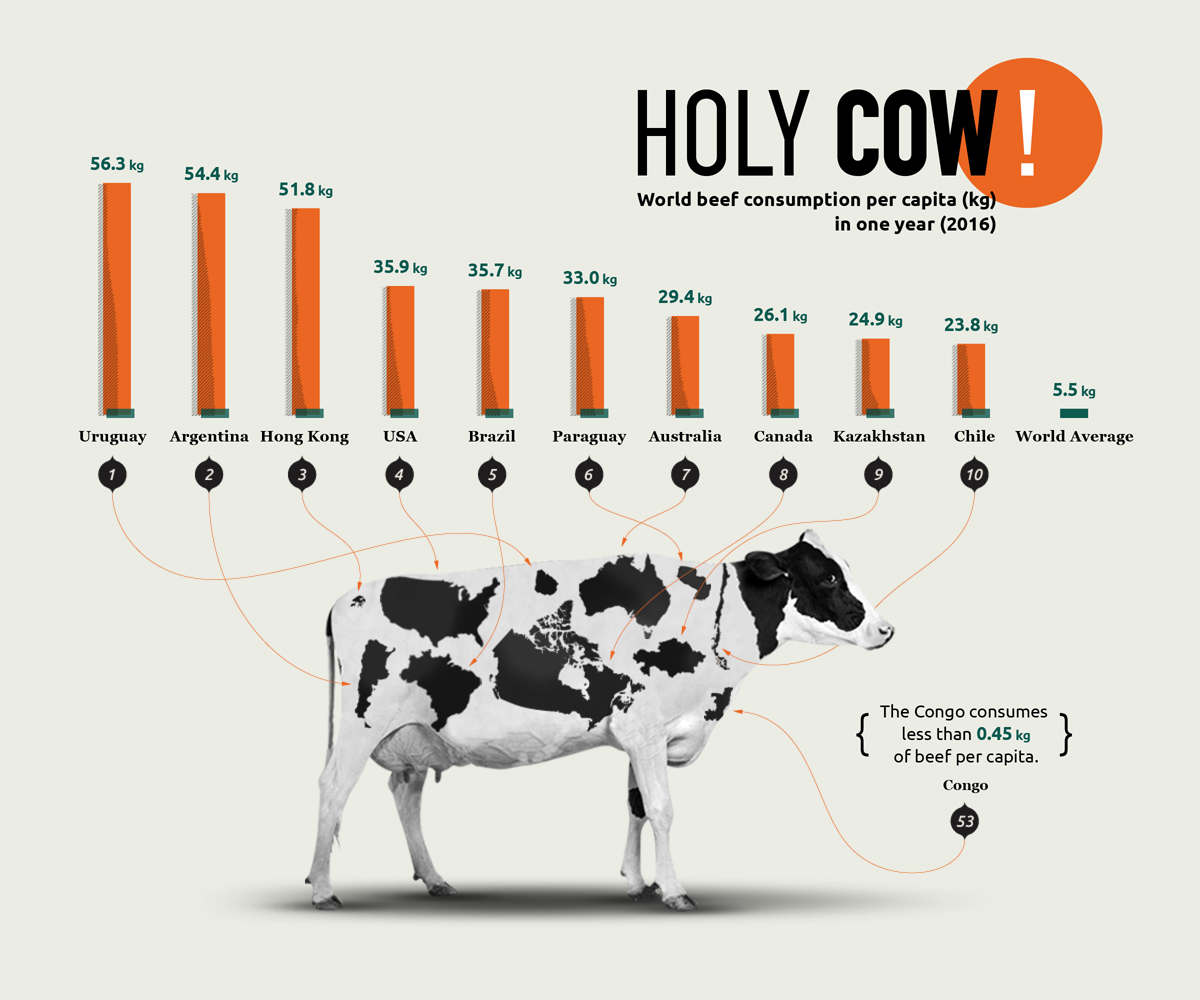 HOLY COW!
World beef consumption per capita (kg)
in one year (2016)
56.3 kg
54.4 kg
51.8 kg
35.9 kg
35.7 kg
33.0 kg
29.4 kg
26.1 kg
24.9 kg
23.8 kg
5.5 kg
Uruguay
Argentina
Hong Kong
USA
Brazil
Paraguay
Australia
Canada
Kazakhstan
Chile
World Average
1
2
3
4
5
6
7
8
9
10
{ The Congo consumes
less than 0.45 kg
of beef per capita. }
Congo
53